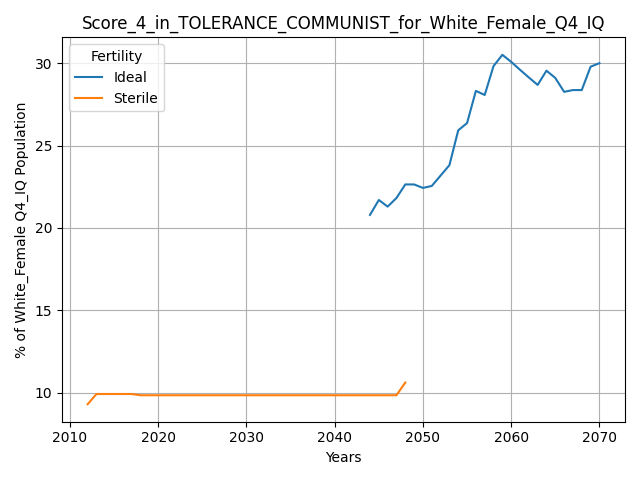 Score_4_in_TOLERANCE_COMMUNIST_for_White_Female_Q4_IQ
Fertility
Ideal
Sterile
% of White_Female Q4_IQ Population
30
25
20
15
10
2010 2020 2030 2040 2050 2060 2070
Years